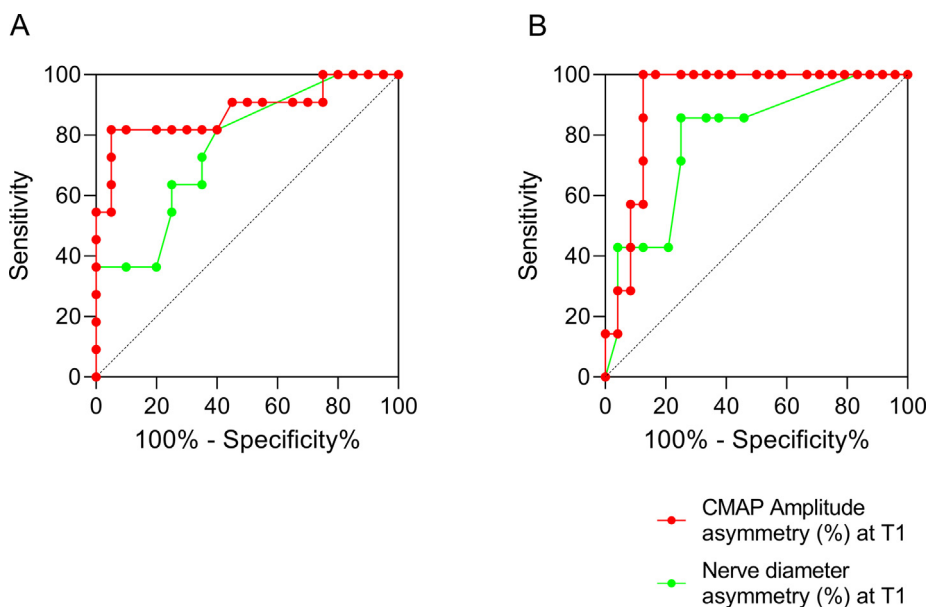 A
100
80
60
40
20
0
Sensitivity
0 20 40 60 80 100
100% - Specificity%
B
100
80
60
40
20
0
Sensitivity
0 20 40 60 80 100
100% - Specificity%
CMAP Amplitude
asymmetry (%) at T1
Nerve diameter
asymmetry (%) at T1